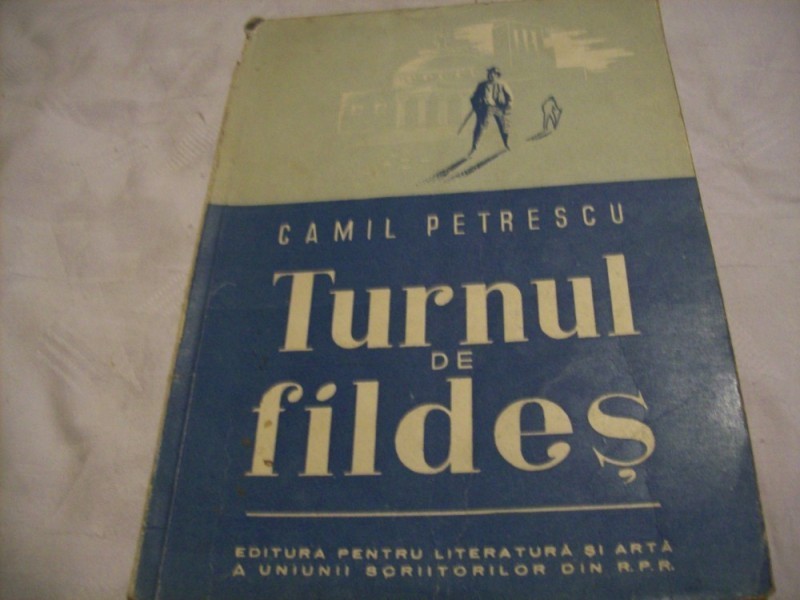 CAMIL PETRESCU
Turnul
DE
fildeș
EDITURA PENTRU LITERATURĂ ȘI ARTĂ
A UNIUNII SCRIITORILOR DIN R.P.R.